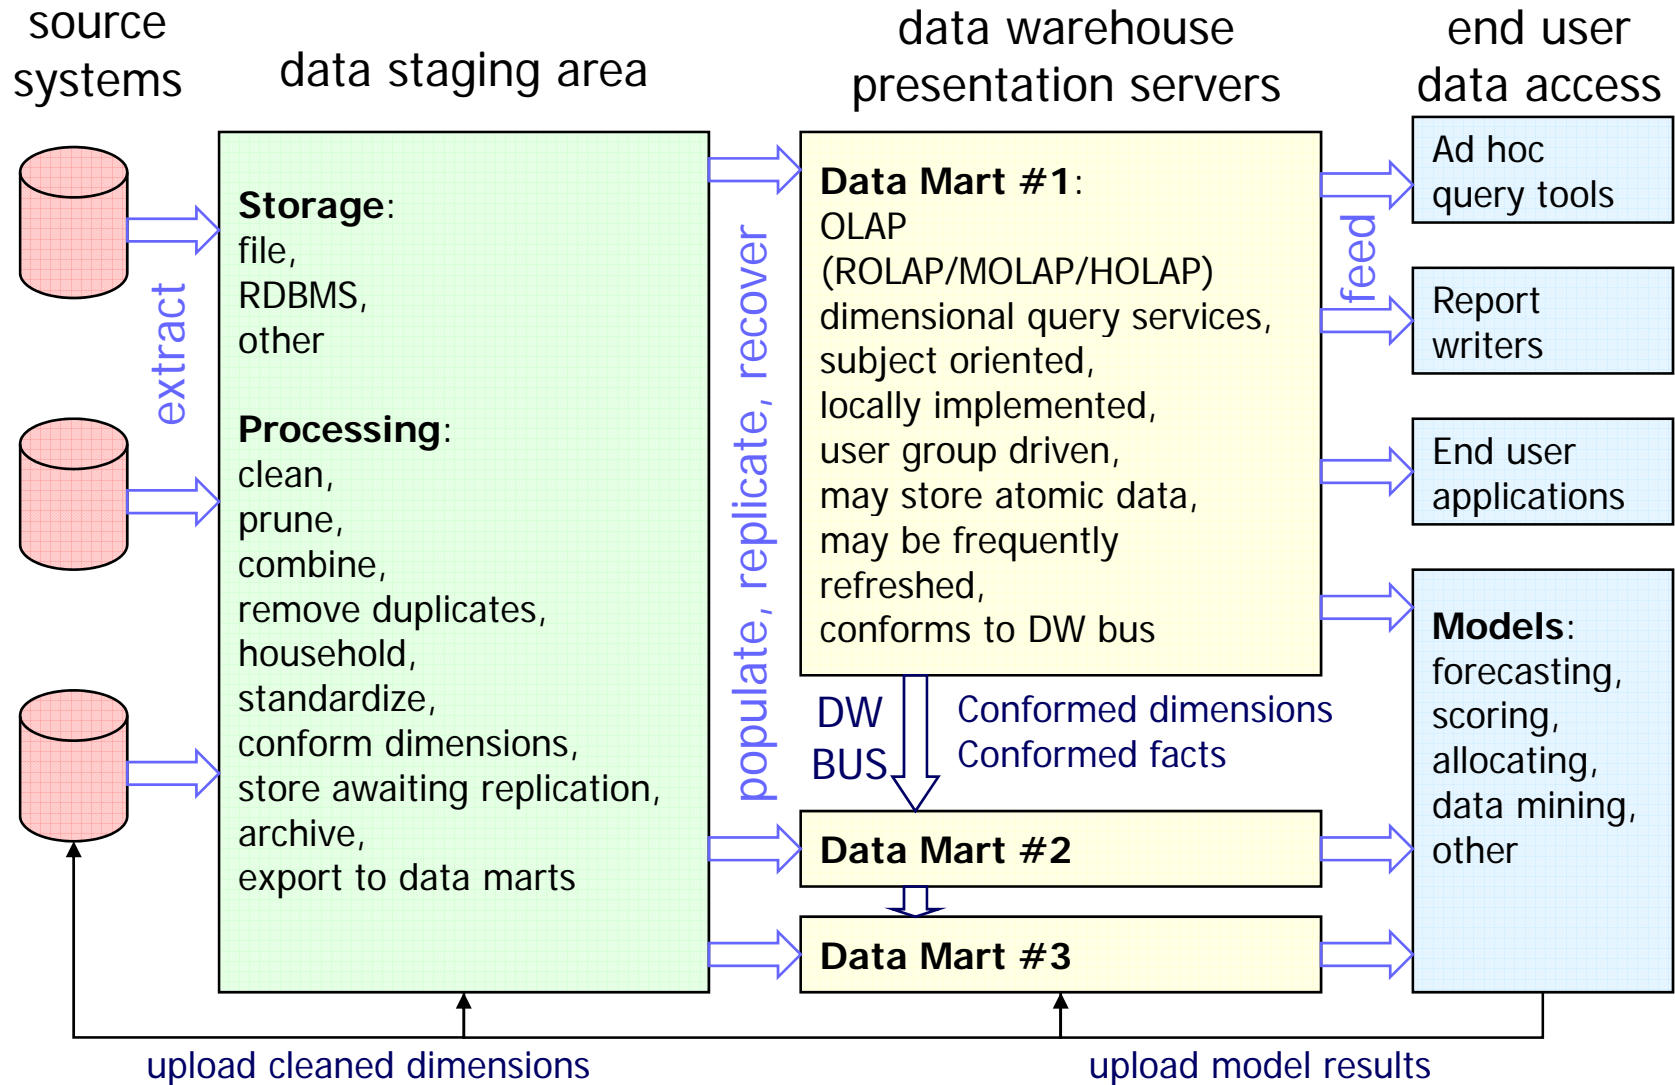 source
systems
data staging area
data warehouse
presentation servers
end user
data access
extract
Storage:
file,
RDBMS,
other
Processing:
clean,
prune,
combine,
remove duplicates,
household,
standardize,
conform dimensions,
store awaiting replication,
archive,
export to data marts
populate, replicate, recover
Data Mart #1:
OLAP
(ROLAP/MOLAP/HOLAP)
dimensional query services,
subject oriented,
locally implemented,
user group driven,
may store atomic data,
may be frequently
refreshed,
conforms to DW bus
DW
BUS
Conformed dimensions
Conformed facts
Data Mart #2
Data Mart #3
feed
Ad hoc
query tools
Report
writers
End user
applications
Models:
forecasting,
scoring,
allocating,
data mining,
other
upload cleaned dimensions
upload model results